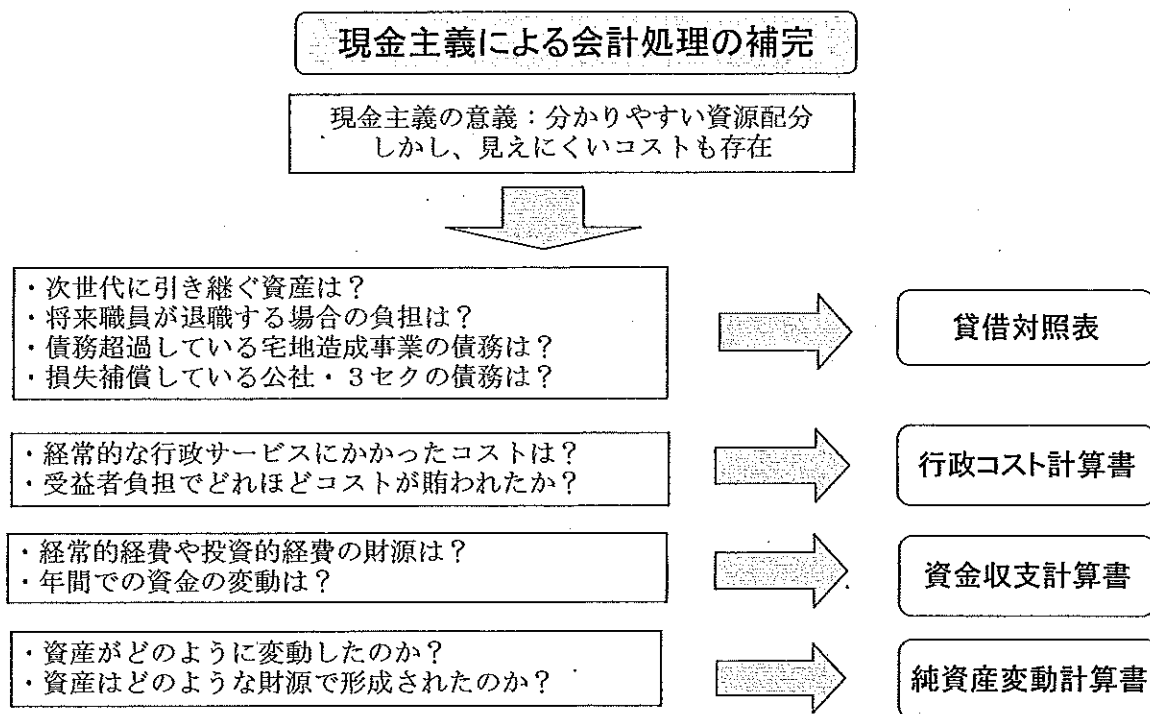 現金主義による会計処理の補完
現金主義の意義：分かりやすい資源配分
しかし、見えにくいコストも存在
・次世代に引き継ぐ資産は？
・将来職員が退職する場合の負担は？
・債務超過している宅地造成事業の債務は？
・損失補償している公社・３セクの債務は？
貸借対照表
・経常的な行政サービスにかかったコストは？
・受益者負担でどれほどコストが賄われたか？
行政コスト計算書
・経常的経費や投資的経費の財源は？
・年間での資金の変動は？
資金収支計算書
・資産がどのように変動したのか？
・資産はどのような財源で形成されたのか？
純資産変動計算書